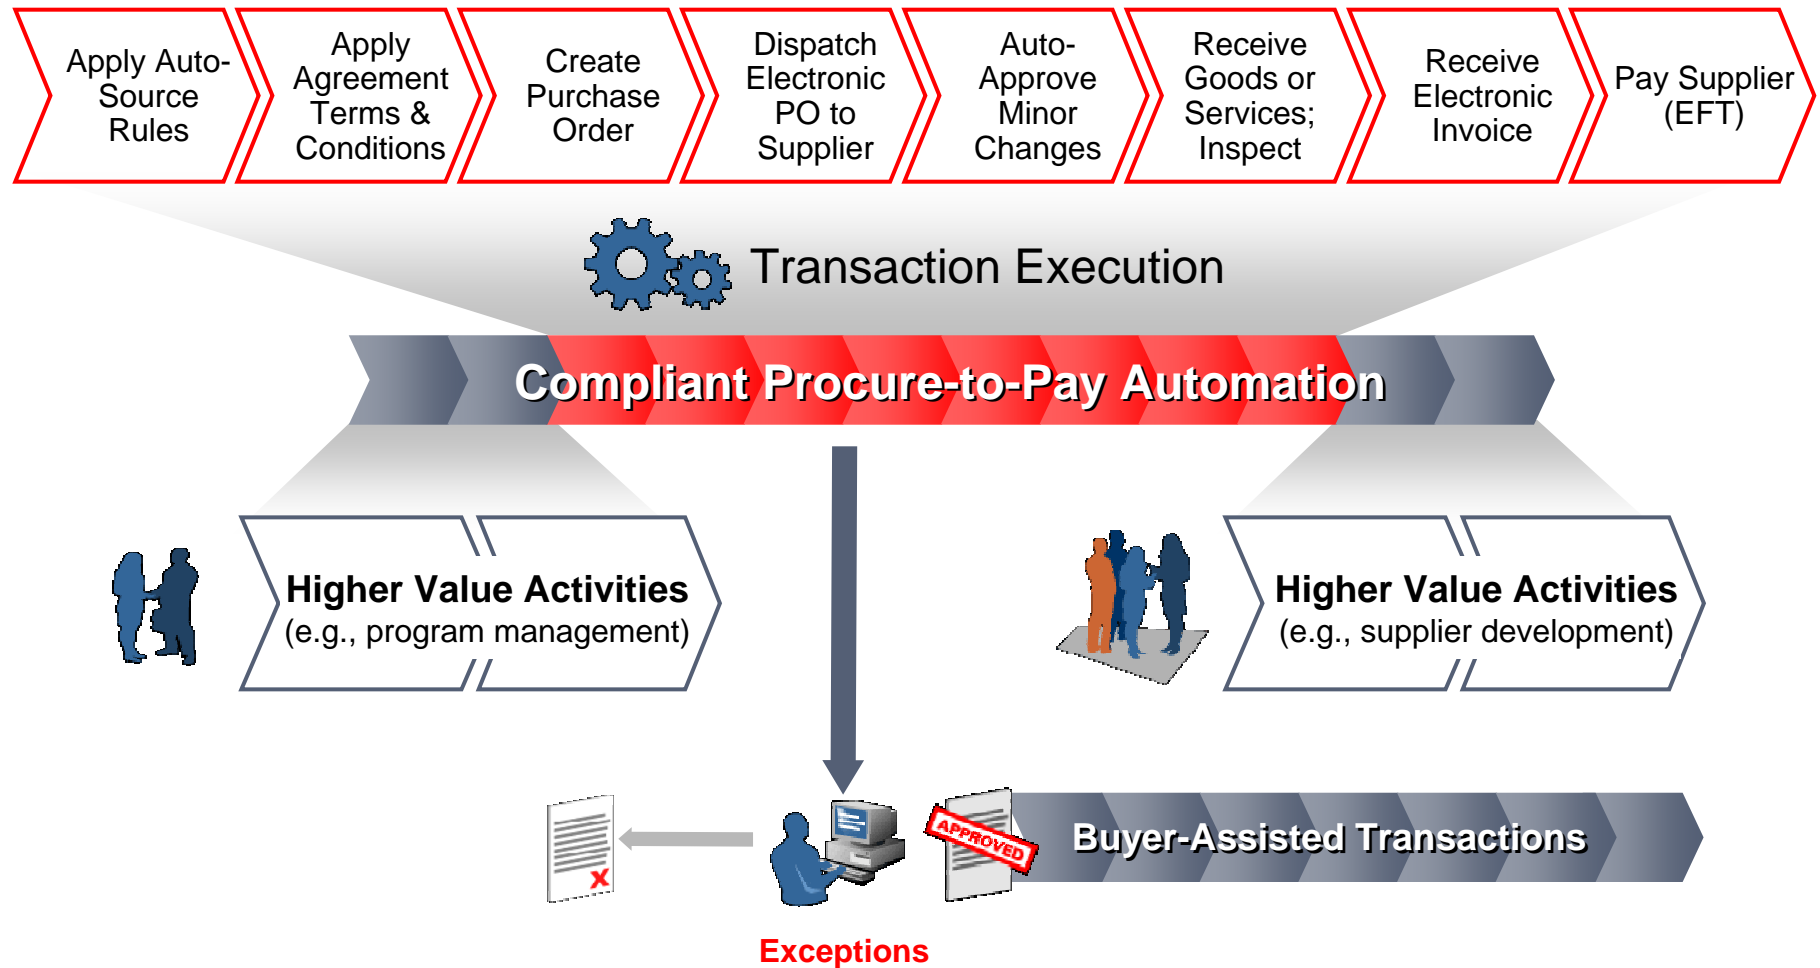 Apply Auto-
Source
Rules
Apply
Agreement
Terms &
Conditions
Create
Purchase
Order
Dispatch
Electronic
PO to
Supplier
Auto-
Approve
Minor
Changes
Receive
Goods or
Services;
Inspect
Receive
Electronic
Invoice
Pay Supplier
(EFT)
Transaction Execution
Compliant Procure-to-Pay Automation
Higher Value Activities
(e.g., program management)
Higher Value Activities
(e.g., supplier development)
X
APPROVED
Buyer-Assisted Transactions
Exceptions